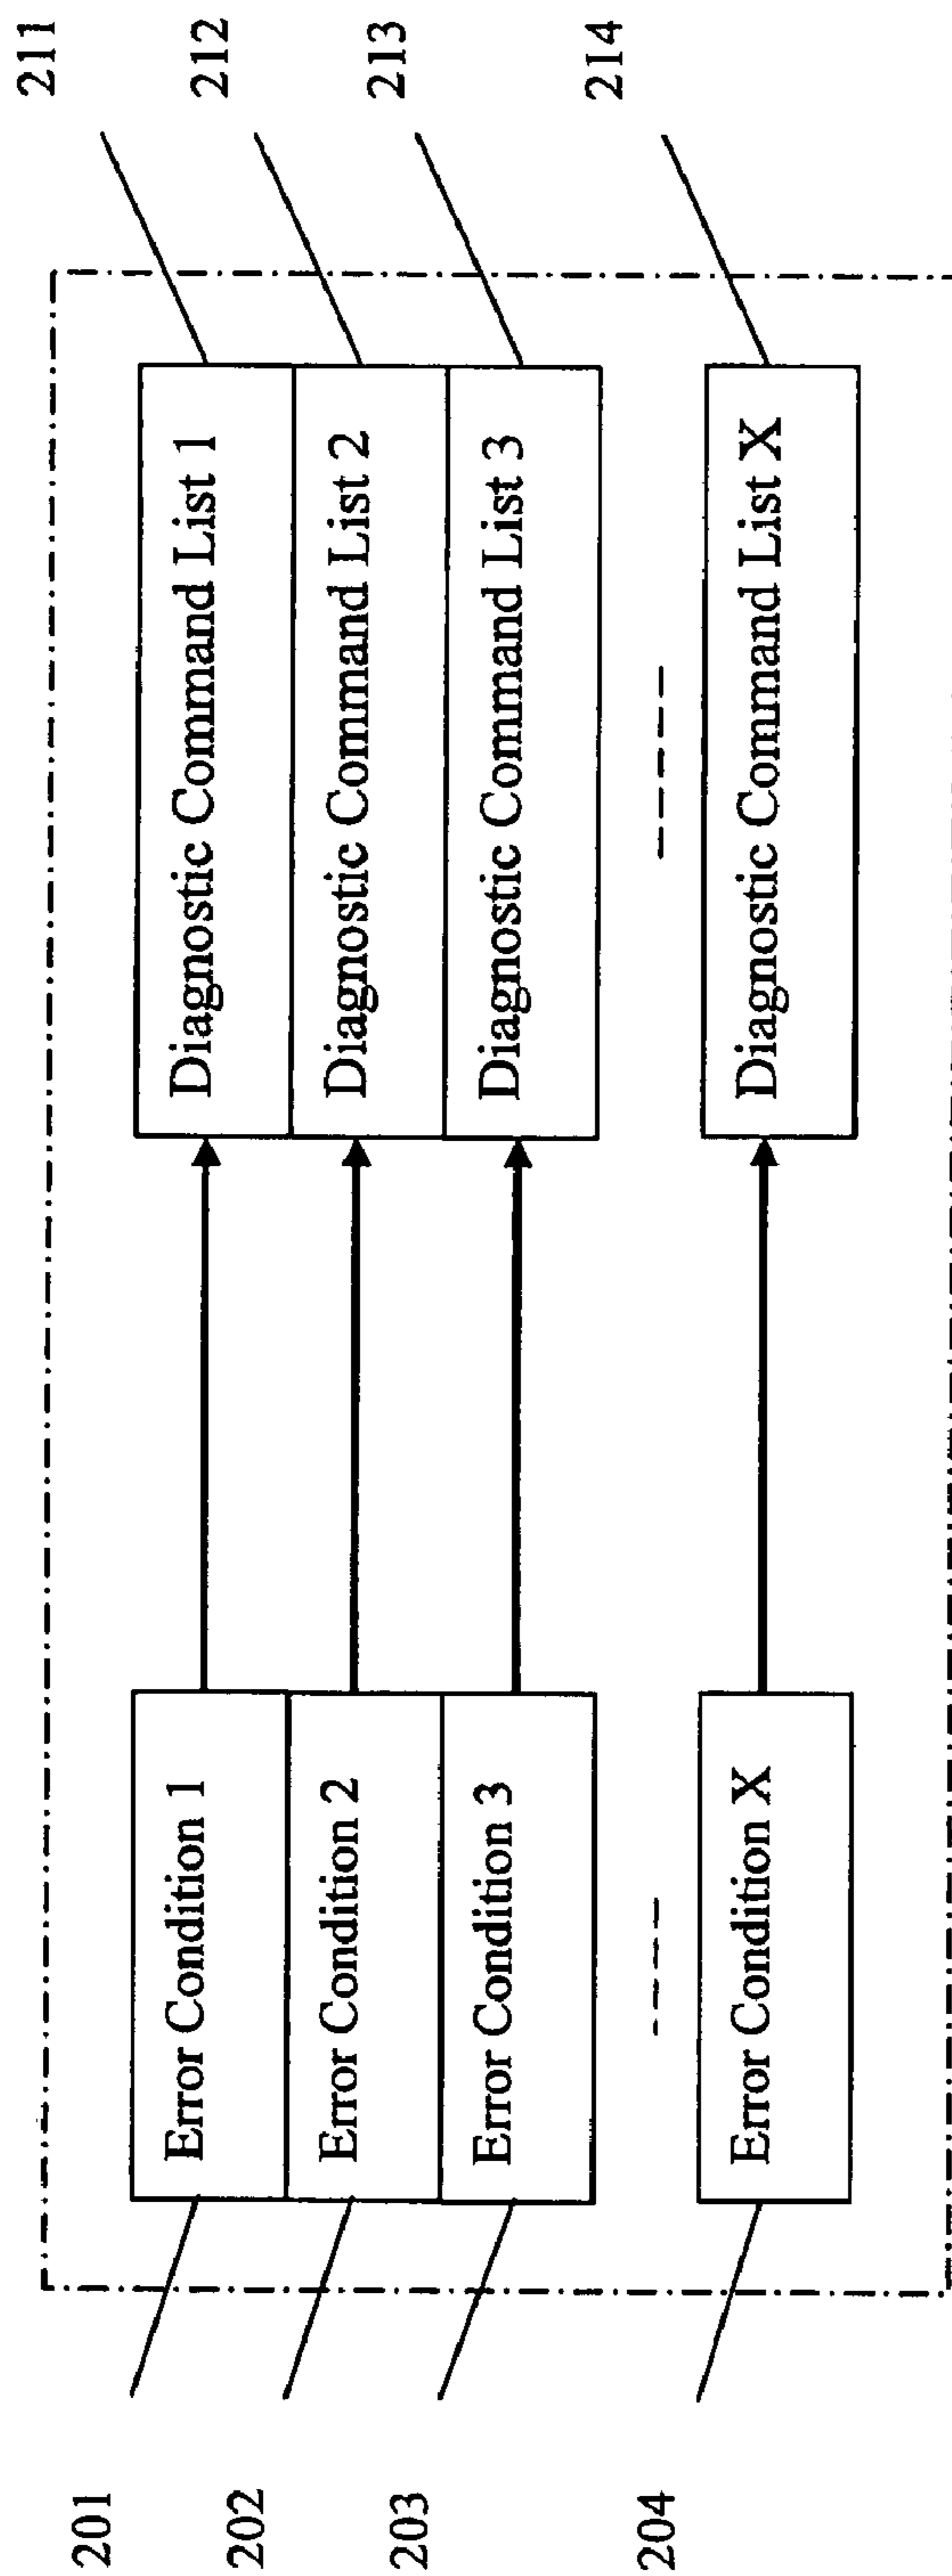 201
202
203
204
Error Condition 1
Error Condition 2
Error Condition 3
Error Condition X
Diagnostic Command List 1
Diagnostic Command List 2
Diagnostic Command List 3
Diagnostic Command List X
211
212
213
214